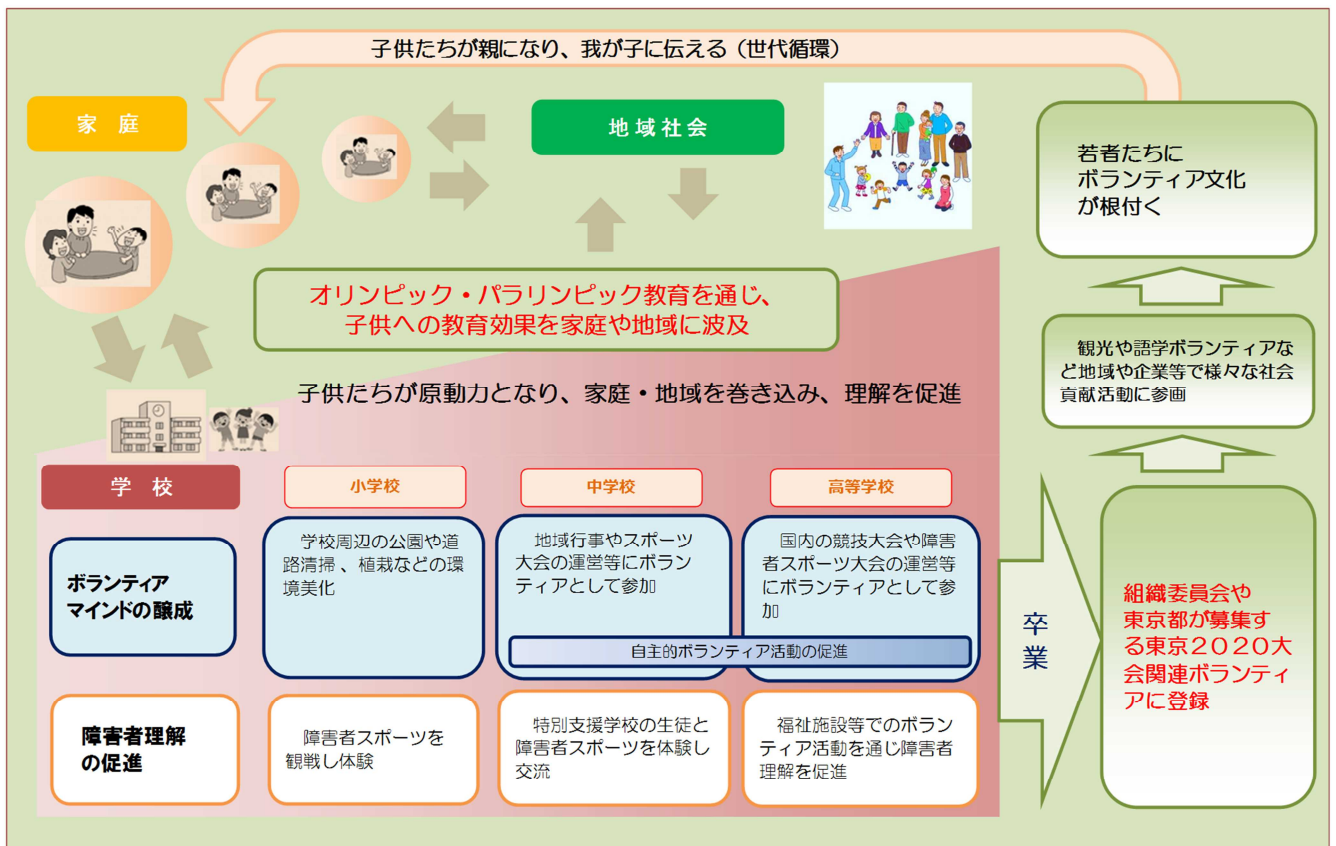 子供たちが親になり、我が子に伝える（世代循環）
家 庭
地域社会
若者たちに
ボランティア文化
が根付く
オリンピック・パラリンピック教育を通じ、
子供への教育効果を家庭や地域に波及
観光や語学ボランティアな
ど地域や企業等で様々な社会
貢献活動に参画
子供たちが原動力となり、家庭・地域を巻き込み、理解を促進
学 校
小学校
中学校
高等学校
ボランティア
マインドの醸成
学校周辺の公園や道
路清掃、植栽などの環
境美化
地域行事やスポーツ
大会の運営等にボラン
ティアとして参加
国内の競技大会や障害
者スポーツ大会の運営等
にボランティアとして参
加
自主的ボランティア活動の促進
障害者理解
の促進
障害者スポーツを
観戦し体験
特別支援学校の生徒と
障害者スポーツを体験し
交流
福祉施設等でのボラン
ティア活動を通じ障害者
理解を促進
卒
業
組織委員会や
東京都が募集す
る東京２０２０大
会関連ボランティ
アに登録